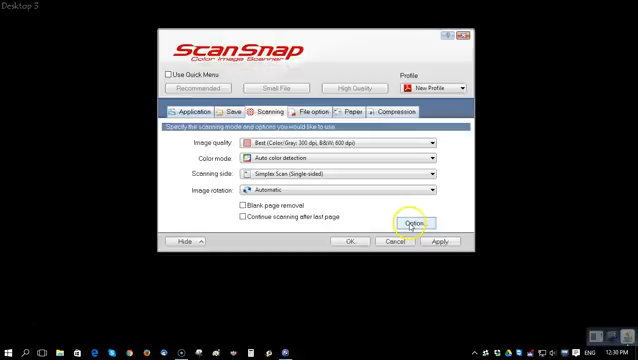 Desktop 3
ScanSnap
Color Image Scanner
Use Quick Menu
Profile
Recommended
Small File
High Quality
New Profile
Application
Save
Scanning
File option
Paper
Compression
Specify the scanning mode and options you would like to use.
Image quality: Best (Color/Gray: 300 dpi, B&W: 600 dpi)
Color mode: Auto color detection
Scanning side: Simplex Scan (Single-sided)
Image rotation: Automatic
Blank page removal
Continue scanning after last page
Option...
Hide
OK
Cancel
Apply
ENG
12:30 PM